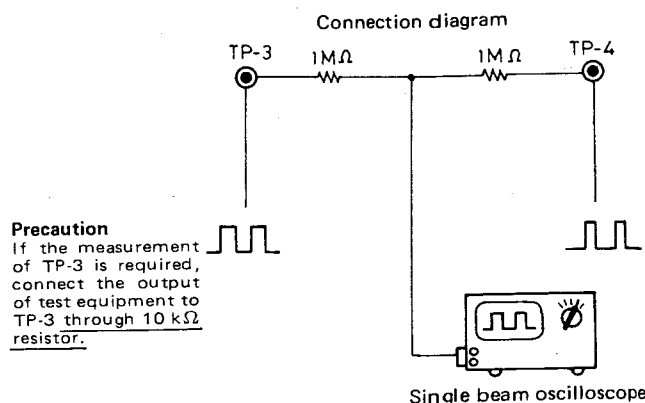 Connection diagram
TP-3
1MΩ
1MΩ
TP-4
Precaution
If the measurement
of TP-3 is required,
connect the output
of test equipment to
TP-3 through 10 kΩ
resistor.
Single beam oscilloscope